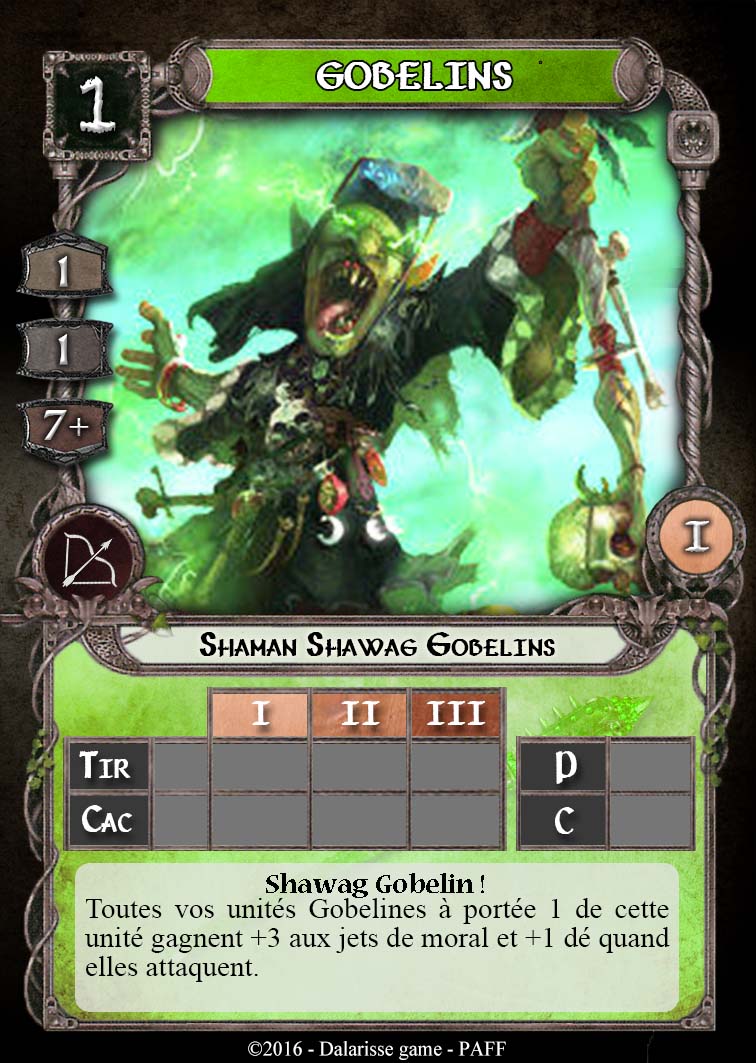 GOBELINS
1
1
1
7+
I
Shaman Shawag Gobelins
I II III
Tir
Cac
D
C
Shawag Gobelin !
Toutes vos unités Gobelines à portée 1 de cette
unité gagnent +3 aux jets de moral et +1 dé quand
elles attaquent.
©2016 - Dalarisse game - PAFF